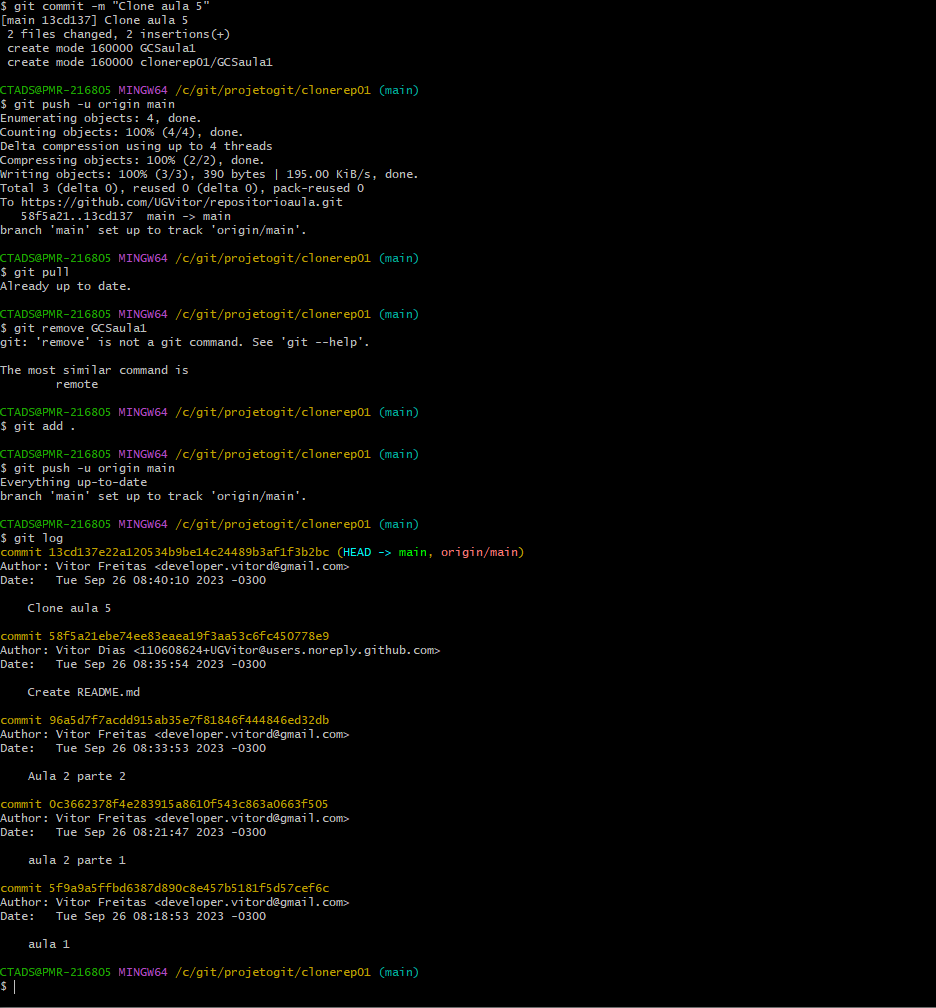 $ git commit -m "Clone aula 5"
[main 13cd137] Clone aula 5
 2 files changed, 2 insertions(+)
 create mode 160000 GCSaula1
 create mode 160000 clonerep01/GCSaula1

CTADS@PMR-216805 MINGW64 /c/git/projetogit/clonerep01 (main)
$ git push -u origin main
Enumerating objects: 4, done.
Counting objects: 100% (4/4), done.
Delta compression using up to 4 threads
Compressing objects: 100% (2/2), done.
Writing objects: 100% (3/3), 390 bytes | 195.00 KiB/s, done.
Total 3 (delta 0), reused 0 (delta 0), pack-reused 0
To https://github.com/UGVitor/repositorioaula.git
   58f5a21..13cd137  main -> main
branch 'main' set up to track 'origin/main'.

CTADS@PMR-216805 MINGW64 /c/git/projetogit/clonerep01 (main)
$ git pull
Already up to date.

CTADS@PMR-216805 MINGW64 /c/git/projetogit/clonerep01 (main)
$ git remove GCSaula1
git: 'remove' is not a git command. See 'git --help'.

The most similar command is
        remote

CTADS@PMR-216805 MINGW64 /c/git/projetogit/clonerep01 (main)
$ git add .

CTADS@PMR-216805 MINGW64 /c/git/projetogit/clonerep01 (main)
$ git push -u origin main
Everything up-to-date
branch 'main' set up to track 'origin/main'.

CTADS@PMR-216805 MINGW64 /c/git/projetogit/clonerep01 (main)
$ git log
commit 13cd137e22a120534b9be14c24489b3af1f3b2bc (HEAD -> main, origin/main)
Author: Vitor Freitas <developer.vitord@gmail.com>
Date:   Tue Sep 26 08:40:10 2023 -0300

    Clone aula 5

commit 58f5a21ebe74ee83eaea19f3aa53c6fc450778e9
Author: Vitor Dias <110608624+UGVitor@users.noreply.github.com>
Date:   Tue Sep 26 08:35:54 2023 -0300

    Create README.md

commit 96a5d7f7acdd915ab35e7f81846f444846ed32db
Author: Vitor Freitas <developer.vitord@gmail.com>
Date:   Tue Sep 26 08:33:53 2023 -0300

    Aula 2 parte 2

commit 0c3662378f4e283915a8610f543c863a0663f505
Author: Vitor Freitas <developer.vitord@gmail.com>
Date:   Tue Sep 26 08:21:47 2023 -0300

    aula 2 parte 1

commit 5f9a9a5ffbd6387d890c8e457b5181f5d57cef6c
Author: Vitor Freitas <developer.vitord@gmail.com>
Date:   Tue Sep 26 08:18:53 2023 -0300

    aula 1

CTADS@PMR-216805 MINGW64 /c/git/projetogit/clonerep01 (main)
$